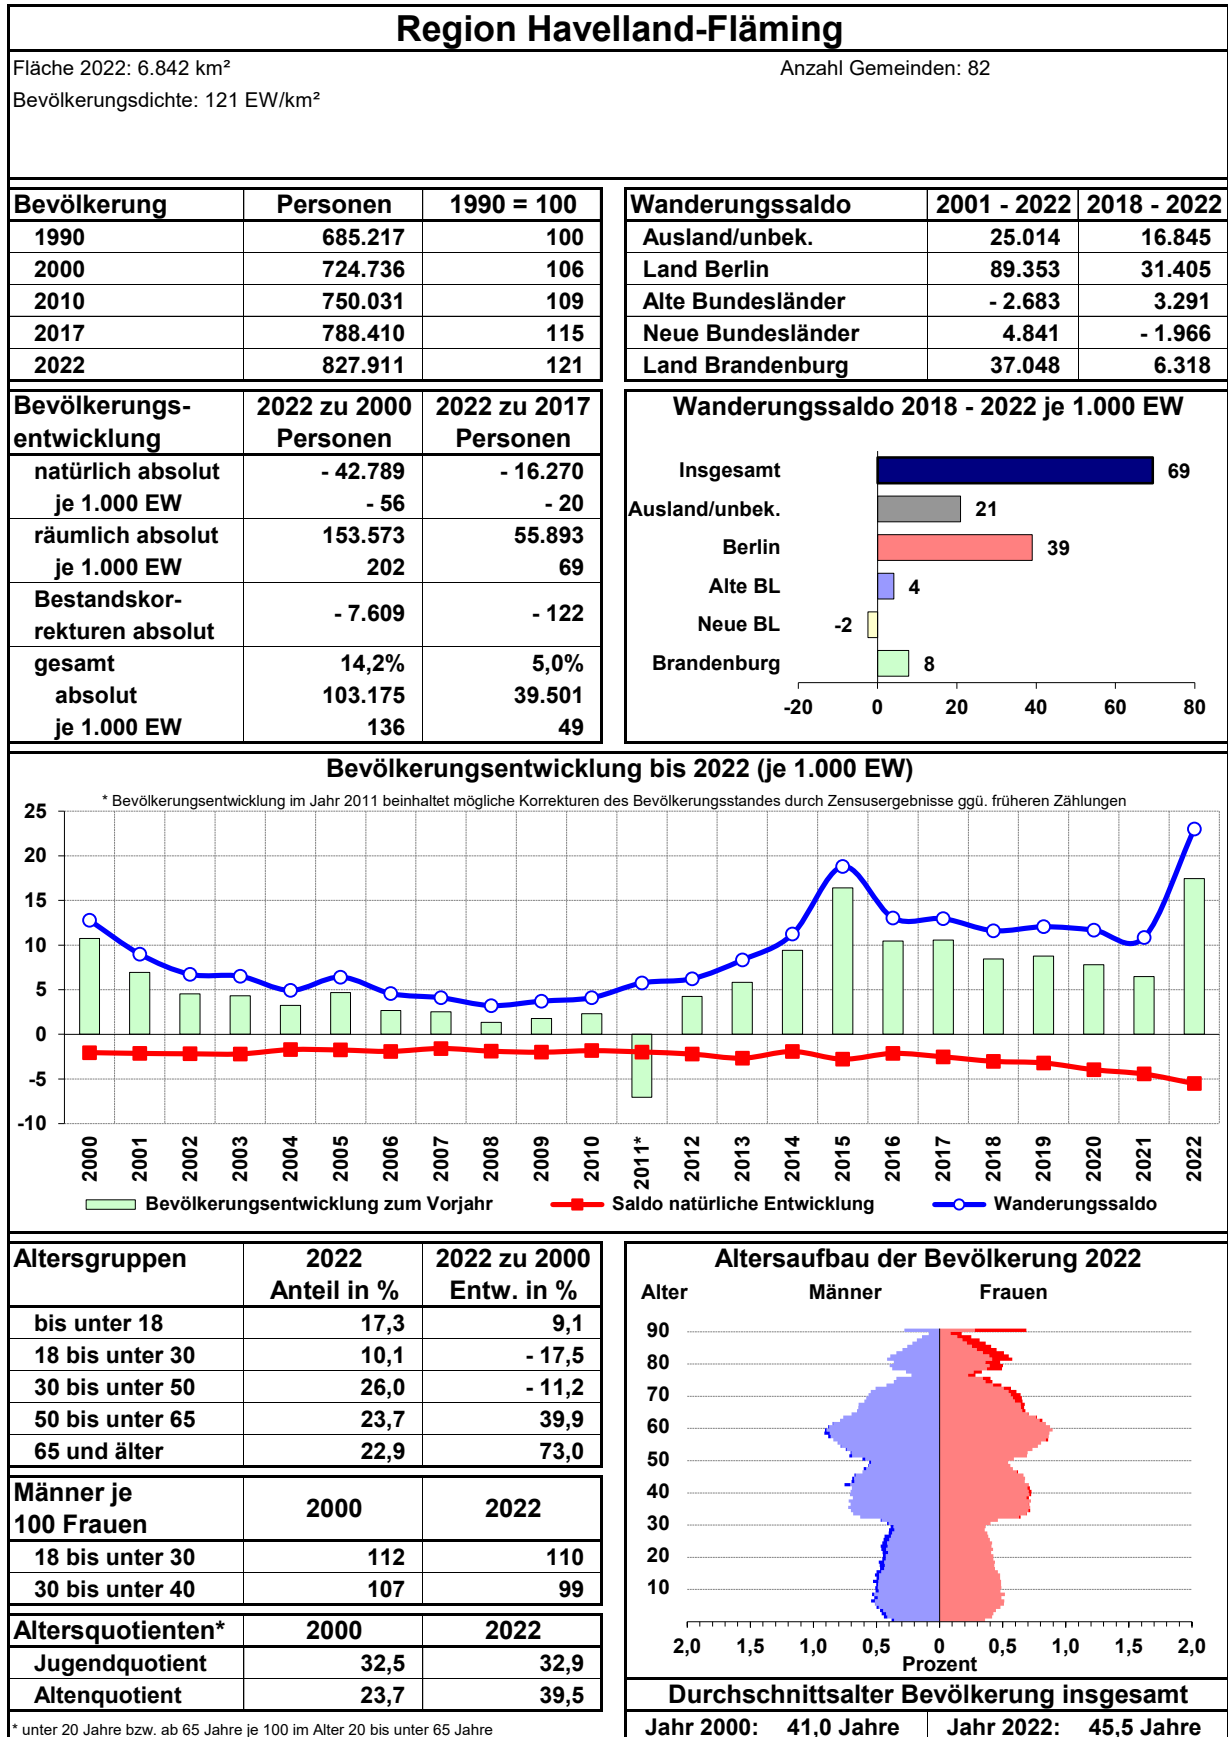 Region Havelland-Fläming
Fläche 2022: 6.842 km² Anzahl Gemeinden: 82
Bevölkerungsdichte: 121 EW/km²
Bevölkerung Personen 1990 = 100
1990 685.217 100
2000 724.736 106
2010 750.031 109
2017 788.410 115
2022 827.911 121
Wanderungssaldo 2001 - 2022 2018 - 2022
Ausland/unbek. 25.014 16.845
Land Berlin 89.353 31.405
Alte Bundesländer - 2.683 3.291
Neue Bundesländer 4.841 - 1.966
Land Brandenburg 37.048 6.318
Bevölkerungs- 2022 zu 2000 2022 zu 2017
entwicklung Personen Personen
natürlich absolut - 42.789 - 16.270
je 1.000 EW - 56 - 20
räumlich absolut 153.573 55.893
je 1.000 EW 202 69
Bestandskor-
rekturen absolut - 7.609 - 122
gesamt 14,2% 5,0%
absolut 103.175 39.501
je 1.000 EW 136 49
Wanderungssaldo 2018 - 2022 je 1.000 EW
Insgesamt 69
Ausland/unbek. 21
Berlin 39
Alte BL 4
Neue BL -2
Brandenburg 8
-20 0 20 40 60 80
Bevölkerungsentwicklung bis 2022 (je 1.000 EW)
* Bevölkerungsentwicklung im Jahr 2011 beinhaltet mögliche Korrekturen des Bevölkerungsstandes durch Zensusergebnisse ggü. früheren Zählungen
25
20
15
10
5
0
-5
-10
2000 2001 2002 2003 2004 2005 2006 2007 2008 2009 2010 2011* 2012 2013 2014 2015 2016 2017 2018 2019 2020 2021 2022
Bevölkerungsentwicklung zum Vorjahr Saldo natürliche Entwicklung Wanderungssaldo
Altersgruppen 2022 2022 zu 2000
Anteil in % Entw. in %
bis unter 18 17,3 9,1
18 bis unter 30 10,1 - 17,5
30 bis unter 50 26,0 - 11,2
50 bis unter 65 23,7 39,9
65 und älter 22,9 73,0
Männer je
100 Frauen 2000 2022
18 bis unter 30 112 110
30 bis unter 40 107 99
Altersquotienten* 2000 2022
Jugendquotient 32,5 32,9
Altenquotient 23,7 39,5
* unter 20 Jahre bzw. ab 65 Jahre je 100 im Alter 20 bis unter 65 Jahre
Altersaufbau der Bevölkerung 2022
Alter Männer Frauen
90
80
70
60
50
40
30
20
10
2,0 1,5 1,0 0,5 0 0,5 1,0 1,5 2,0
Prozent
Durchschnittsalter Bevölkerung insgesamt
Jahr 2000: 41,0 Jahre Jahr 2022: 45,5 Jahre